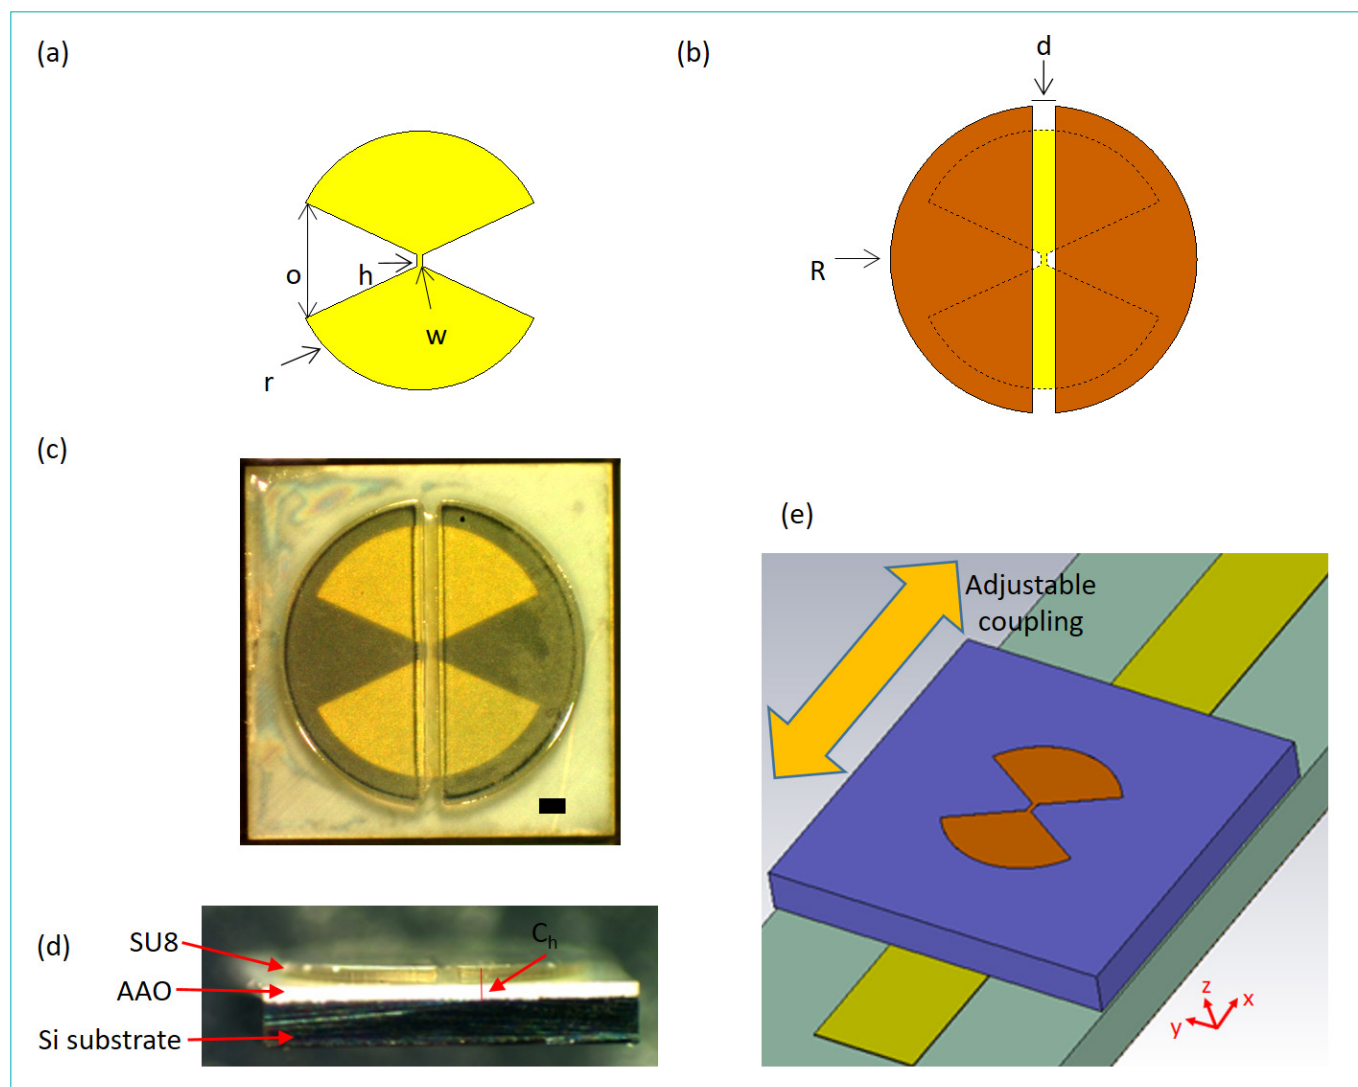 (a)
o
h
w
r
(b)
d
R
(c)
(d)
SU8
AAO
Si substrate
Ch
(e)
Adjustable
coupling
z
x
y